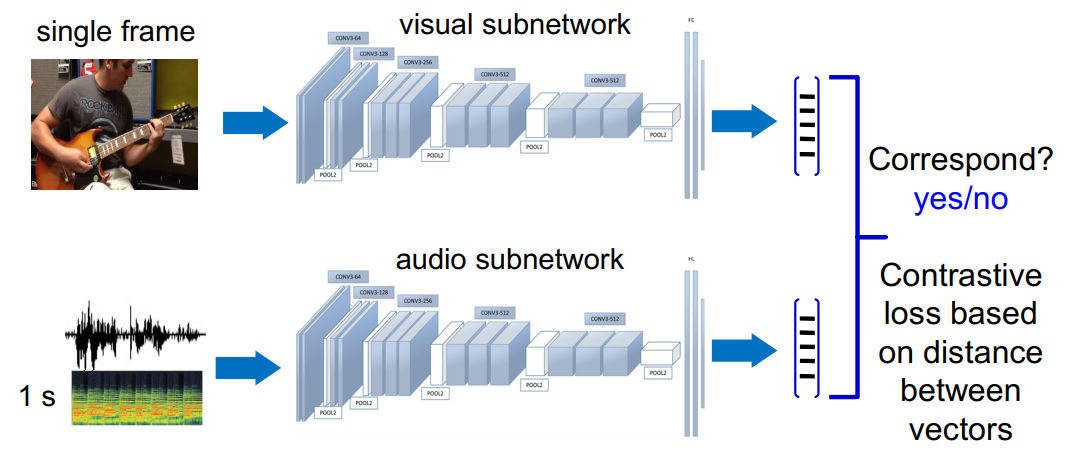 single frame
visual subnetwork
CONV3-64
CONV3-128
CONV3-256
CONV3-512
CONV3-512
FC
POOL2
POOL2
POOL2
POOL2
POOL2
Correspond?
yes/no
audio subnetwork
CONV3-64
CONV3-128
CONV3-256
CONV3-512
CONV3-512
FC
POOL2
POOL2
POOL2
POOL2
POOL2
1 s
Contrastive
loss based
on distance
between
vectors